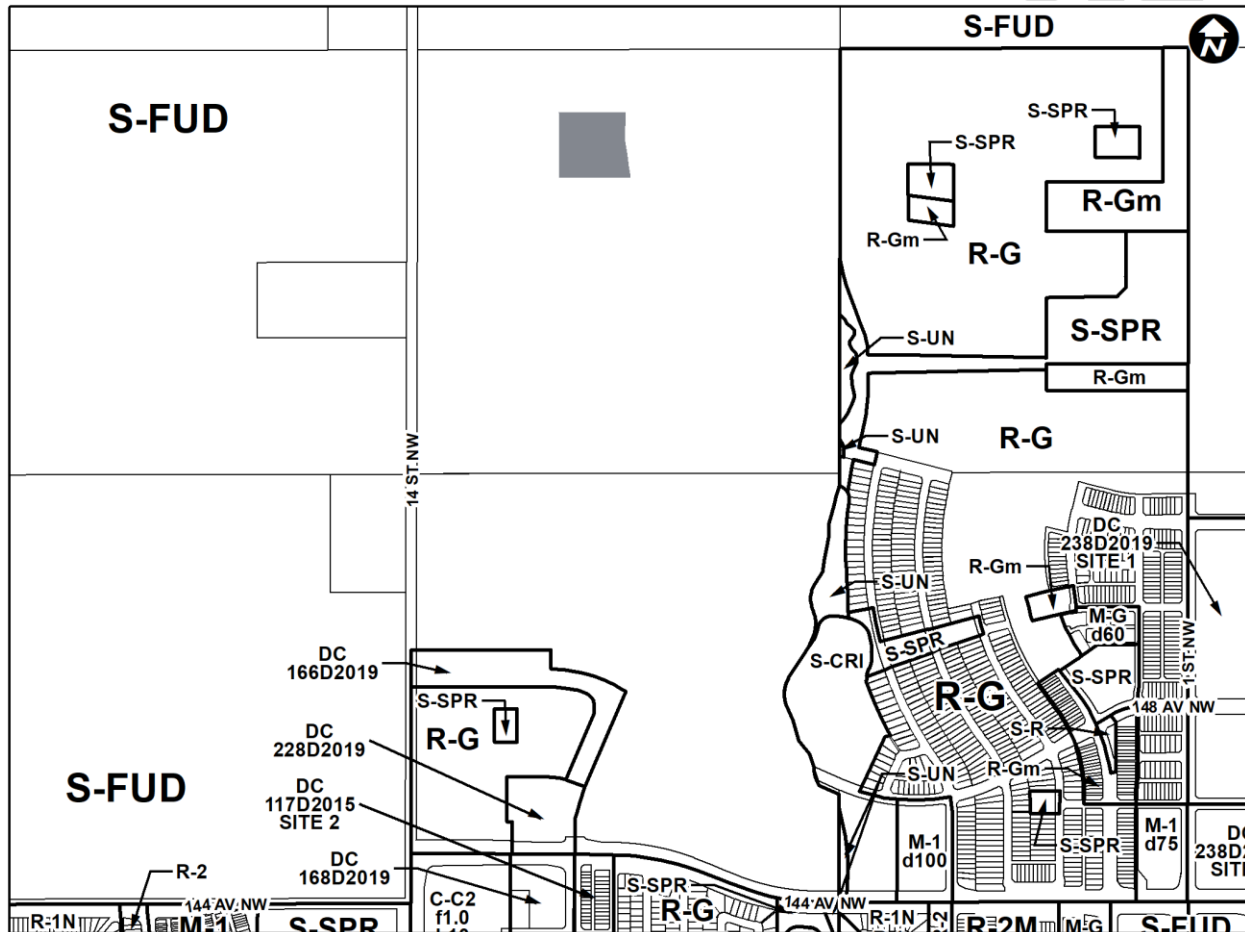 S-FUD
N
S-FUD
S-SPR
S-SPR
R-Gm
R-Gm
R-G
S-SPR
S-UN
R-Gm
14 ST NW
S-UN
R-G
DC
238D2019
SITE 1
R-Gm
S-UN
M-G
d60
S-SPR
S-CRI
DC
166D2019
S-SPR
1 ST NW
S-SPR
R-G
148 AV NW
R-G
S-R
DC
228D2019
S-UN
R-Gm
S-FUD
DC
117D2015
SITE 2
M-1
d100
S-SPR
M-1
d75
DC
168D2019
R-2
C-C2
f1.0
S-SPR
R-G
144 AV NW
144 AV NW
R-1N
M-1
S-SPR
R-1N
R-2M
M-G
S-FUD